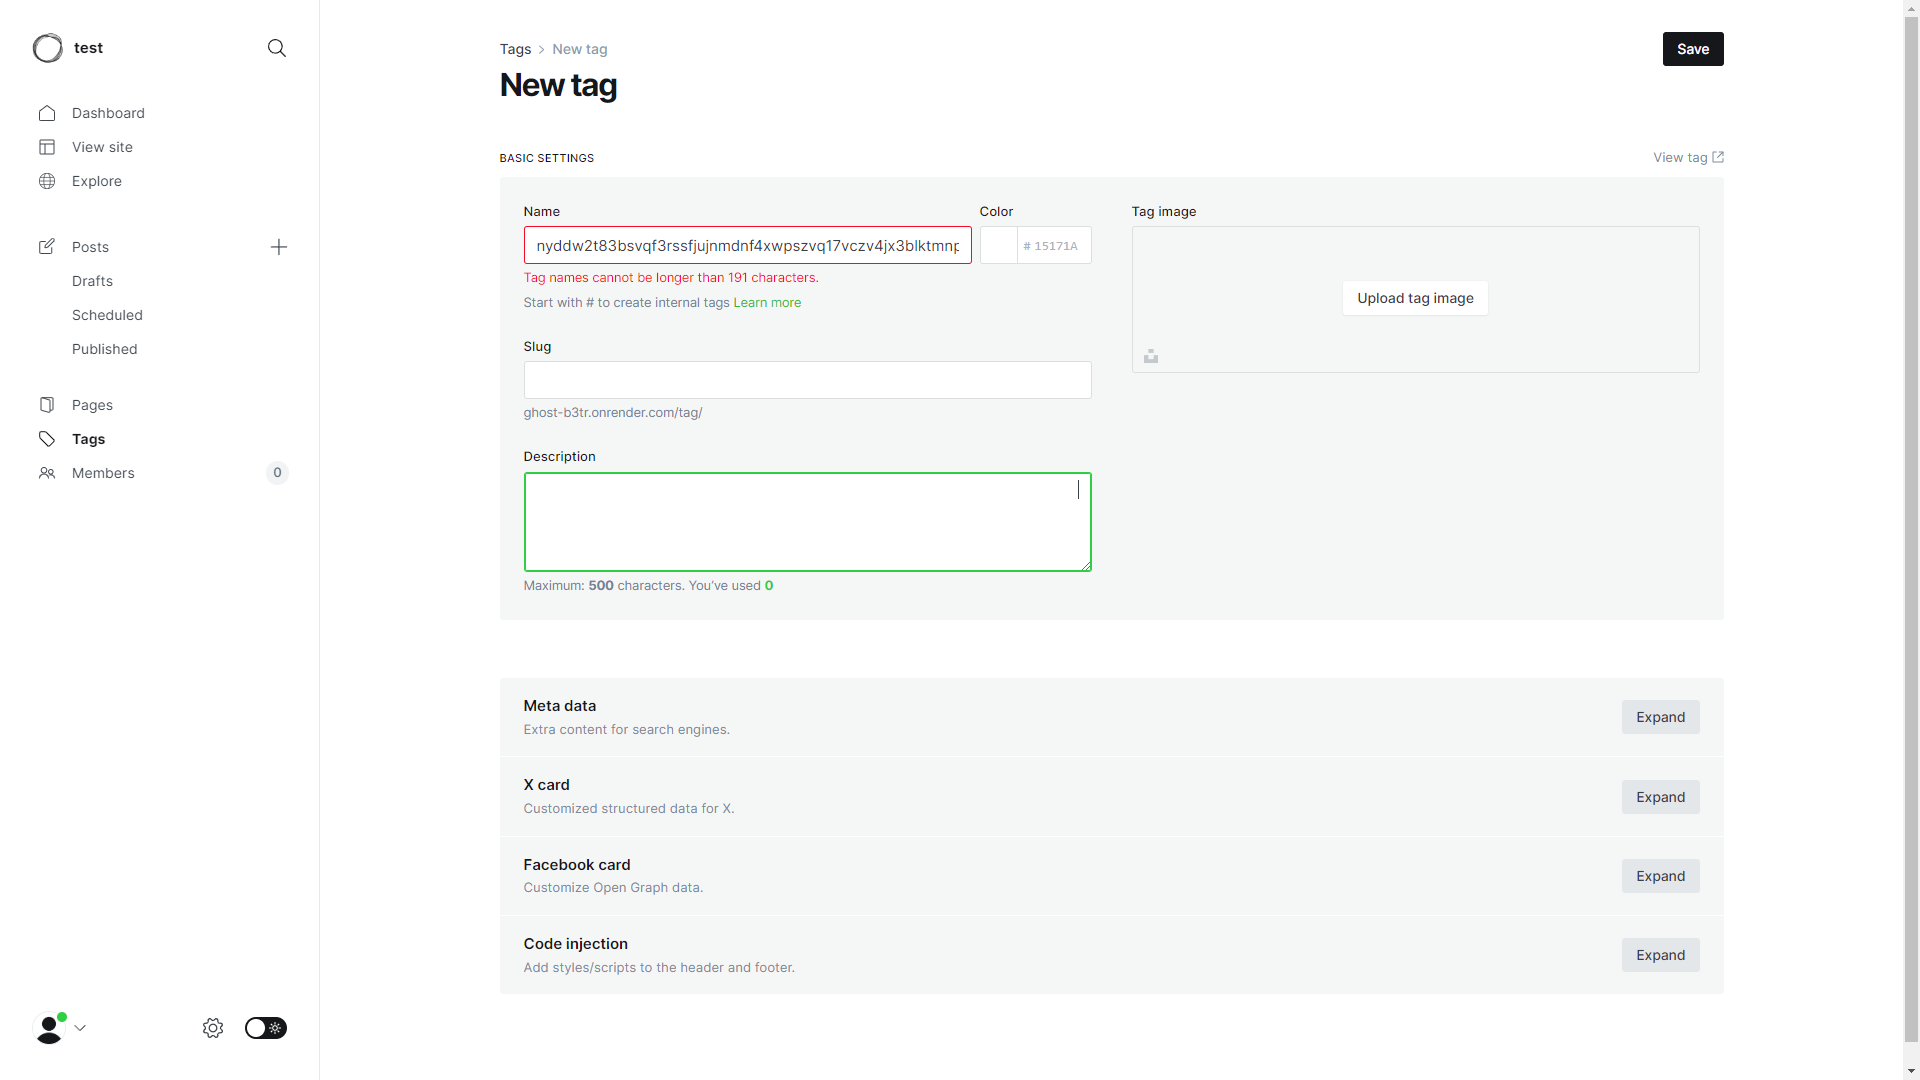 test
Dashboard
View site
Explore
Posts
Drafts
Scheduled
Published
Pages
Tags
Members
0
Tags
New tag
Save
New tag
BASIC SETTINGS
View tag
Name
nyddw2t83bsvqf3rssfjujnmdnf4xwpszvq17vczv4jx3blktmnp
Tag names cannot be longer than 191 characters.
Start with # to create internal tags Learn more
Color
# 15171A
Tag image
Upload tag image
Slug
ghost-b3tr.onrender.com/tag/
Description
Maximum: 500 characters. You’ve used 0
Meta data
Extra content for search engines.
Expand
X card
Customized structured data for X.
Expand
Facebook card
Customize Open Graph data.
Expand
Code injection
Add styles/scripts to the header and footer.
Expand